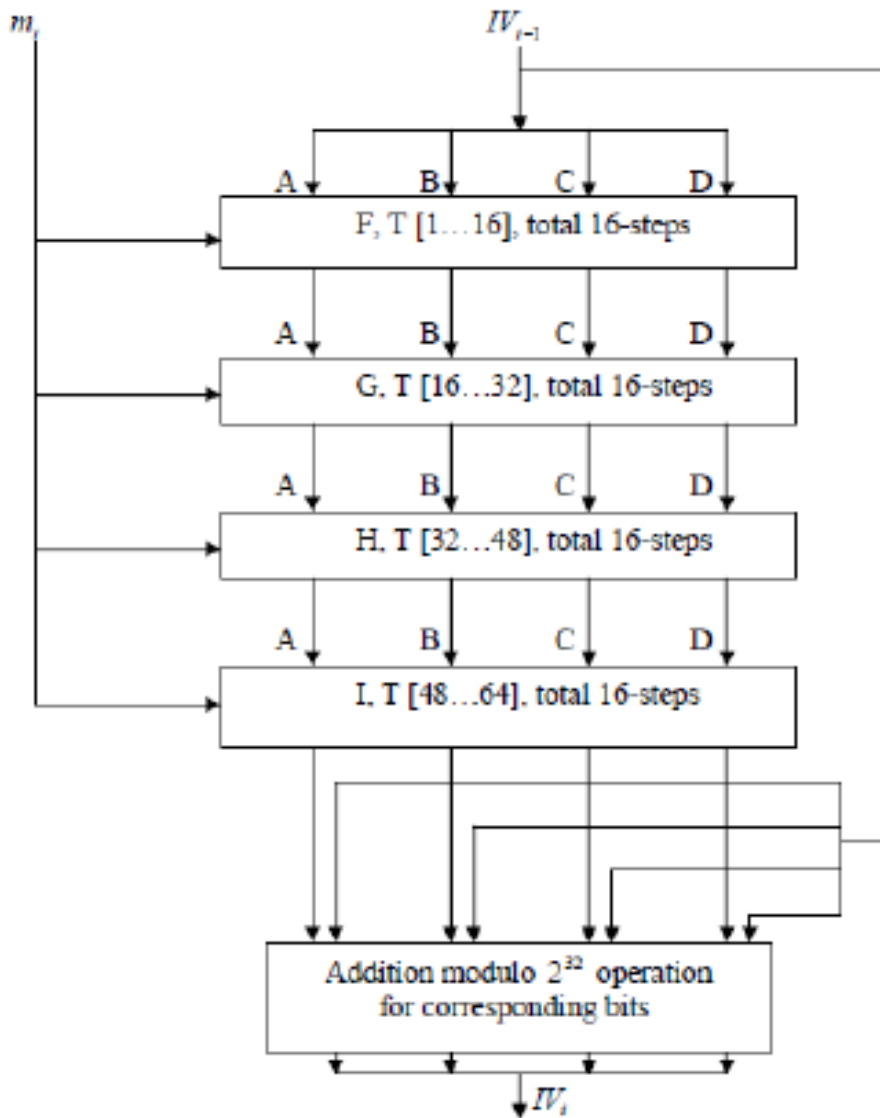 m_i IV_{i-1}
A B C D
F, T [1…16], total 16-steps
A B C D
G, T [16…32], total 16-steps
A B C D
H, T [32…48], total 16-steps
A B C D
I, T [48…64], total 16-steps
Addition modulo 2^{32} operation
for corresponding bits
IV_i